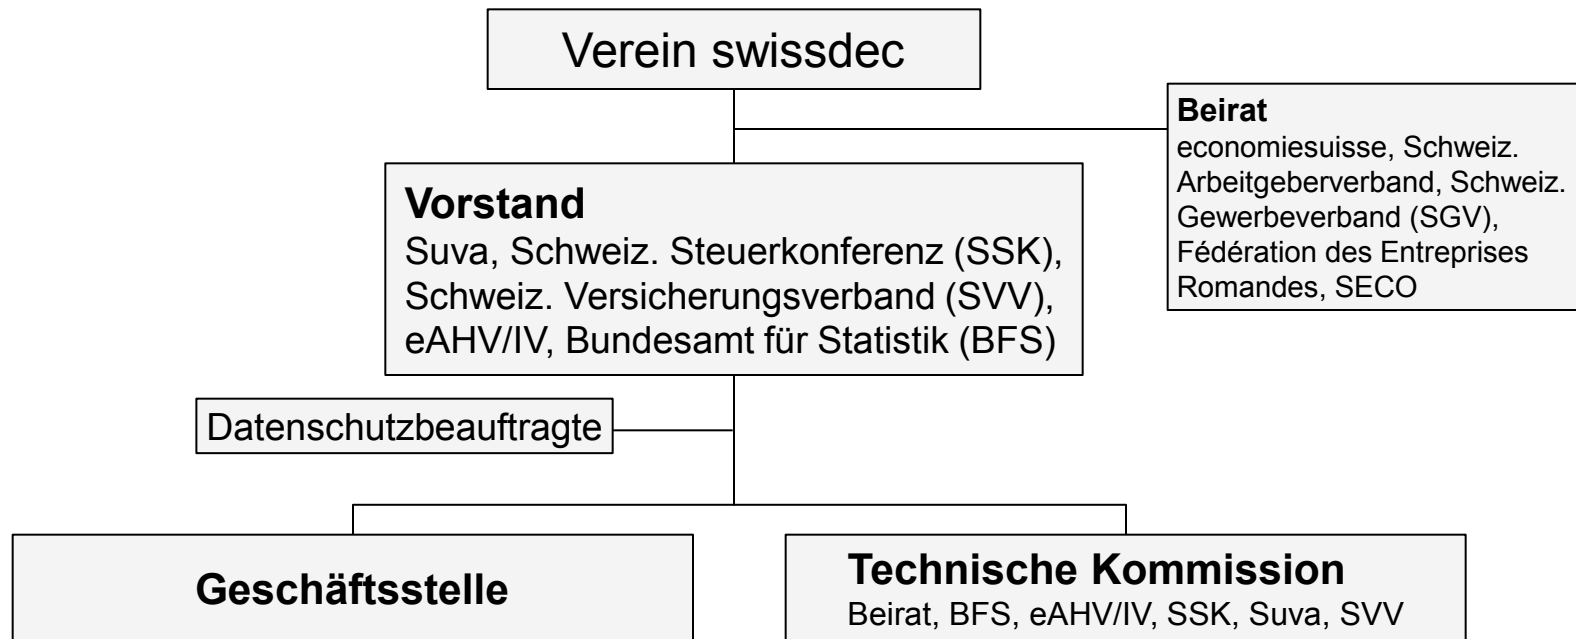 Verein swissdec
Beirat
economiesuisse, Schweiz.
Arbeitgeberverband, Schweiz.
Gewerbeverband (SGV),
Fédération des Entreprises
Romandes, SECO
Vorstand
Suva, Schweiz. Steuerkonferenz (SSK),
Schweiz. Versicherungsverband (SVV),
eAHV/IV, Bundesamt für Statistik (BFS)
Datenschutzbeauftragte
Geschäftsstelle
Technische Kommission
Beirat, BFS, eAHV/IV, SSK, Suva, SVV